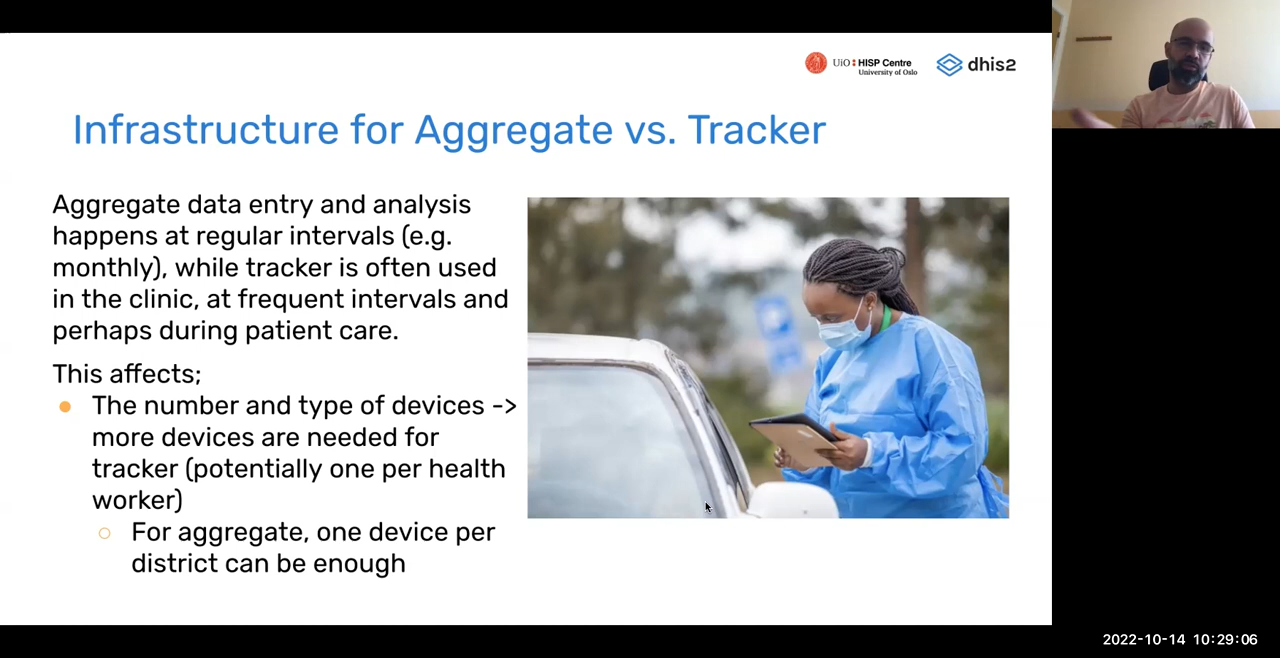 UiO : HISP Centre
University of Oslo
dhis2
Infrastructure for Aggregate vs. Tracker
Aggregate data entry and analysis
happens at regular intervals (e.g.
monthly), while tracker is often used
in the clinic, at frequent intervals and
perhaps during patient care.
This affects;
The number and type of devices ->
more devices are needed for
tracker (potentially one per health
worker)
For aggregate, one device per
district can be enough
2022-10-14 10:29:06